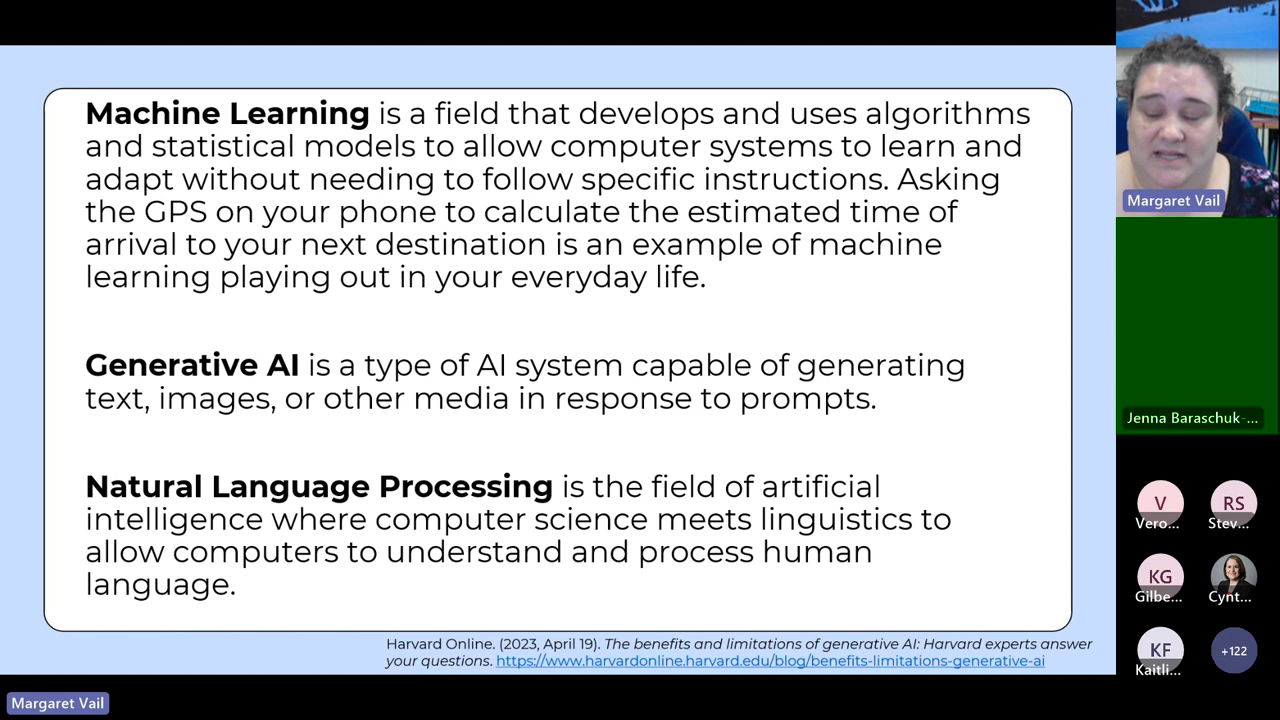 Machine Learning is a field that develops and uses algorithms
and statistical models to allow computer systems to learn and
adapt without needing to follow specific instructions. Asking
the GPS on your phone to calculate the estimated time of
arrival to your next destination is an example of machine
learning playing out in your everyday life.
Generative AI is a type of AI system capable of generating
text, images, or other media in response to prompts.
Natural Language Processing is the field of artificial
intelligence where computer science meets linguistics to
allow computers to understand and process human
language.
Harvard Online. (2023, April 19). The benefits and limitations of generative AI: Harvard experts answer
your questions. https://www.harvardonline.harvard.edu/blog/benefits-limitations-generative-ai
Margaret Vail
Margaret Vail
Jenna Baraschuk-...
V
Vero...
RS
Stev...
KG
Gilbe...
Cynt...
KF
Kaitli...
+122